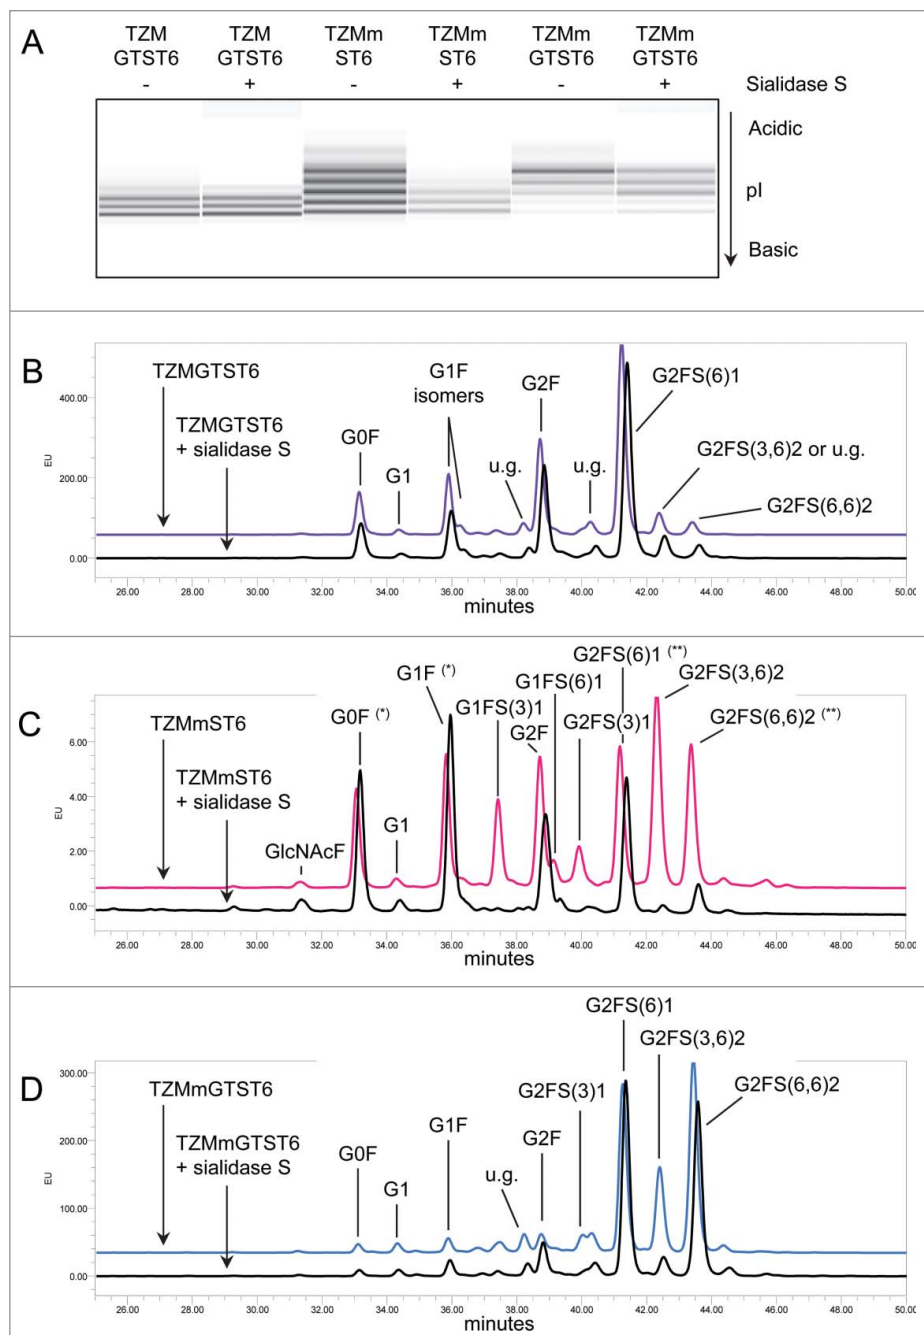 A
TZM TZM TZMm TZMm TZMm TZMm
GTST6 GTST6 ST6 ST6 GTST6 GTST6
- + - + - + Sialidase S
Acidic
pI
Basic
B
TZMGTST6
TZMGTST6
+ sialidase S
G0F
G1
G1F
isomers
u.g.
G2F
u.g.
G2FS(6)1
G2FS(3,6)2 or u.g.
G2FS(6,6)2
EU
400.00
200.00
0.00
26.00 28.00 30.00 32.00 34.00 36.00 38.00 40.00 42.00 44.00 46.00 48.00 50.00
minutes
C
TZMmST6
TZMmST6
+ sialidase S
GlcNAcF
G0F (*)
G1
G1F (*)
G1FS(3)1
G2F
G1FS(6)1
G2FS(3)1
G2FS(6)1 (**)
G2FS(3,6)2
G2FS(6,6)2 (**)
EU
6.00
4.00
2.00
0.00
26.00 28.00 30.00 32.00 34.00 36.00 38.00 40.00 42.00 44.00 46.00 48.00 50.00
minutes
D
TZMmGTST6
TZMmGTST6
+ sialidase S
G0F
G1
G1F
u.g.
G2F
G2FS(3)1
G2FS(6)1
G2FS(3,6)2
G2FS(6,6)2
EU
300.00
200.00
100.00
0.00
26.00 28.00 30.00 32.00 34.00 36.00 38.00 40.00 42.00 44.00 46.00 48.00 50.00
minutes